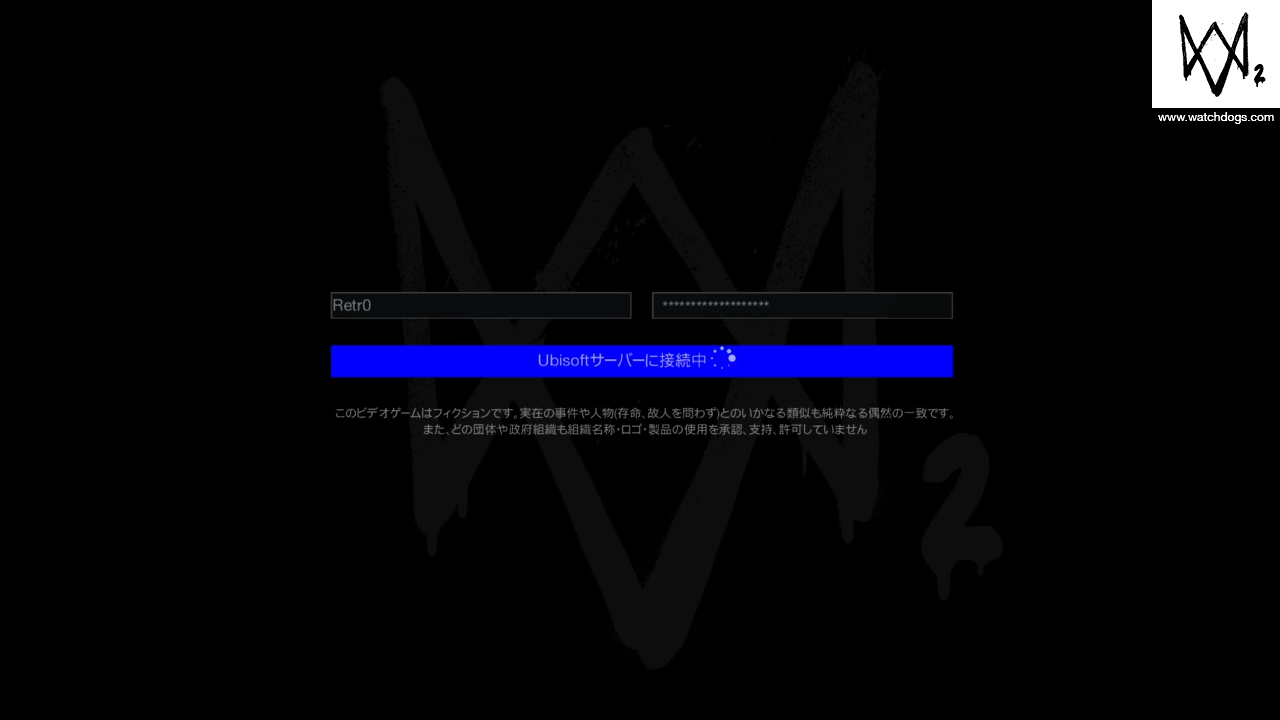 2
www.watchdogs.com
Retr0 *******************
Ubisoftサーバーに接続中
このビデオゲームはフィクションです。実在の事件や人物(存命、故人を問わず)とのいかなる類似も純粋なる偶然の一致です。
また、どの団体や政府組織も組織名称・ロゴ・製品の使用を承認、支持、許可していません
2